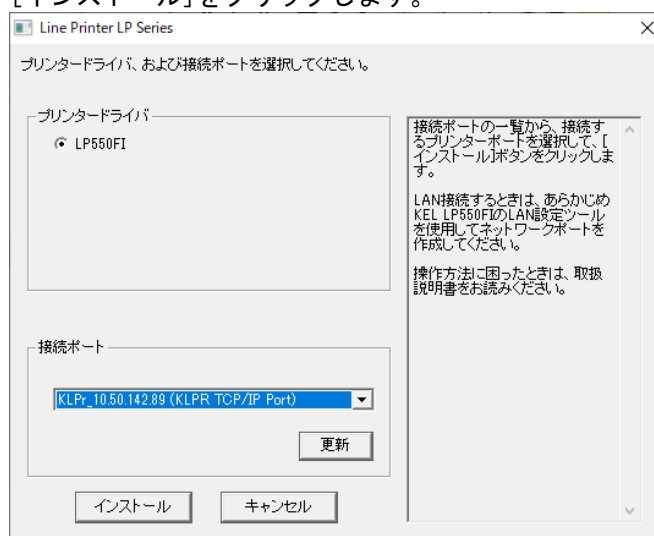 [インストール]をクリックします。
Line Printer LP Series
プリンタードライバ、および接続ポートを選択してください。
プリンタードライバ
LP550FI
接続ポートの一覧から、接続す
るプリンターポートを選択して、[
インストール]ボタンをクリックしま
す。
LAN接続するときは、あらかじめ
KEL LP550FIのLAN設定ツール
を使用してネットワークポートを
作成してください。
操作方法に困ったときは、取扱
説明書をお読みください。
接続ポート
KLPr_10.50.142.89 (KLPR TCP/IP Port)
更新
インストール
キャンセル